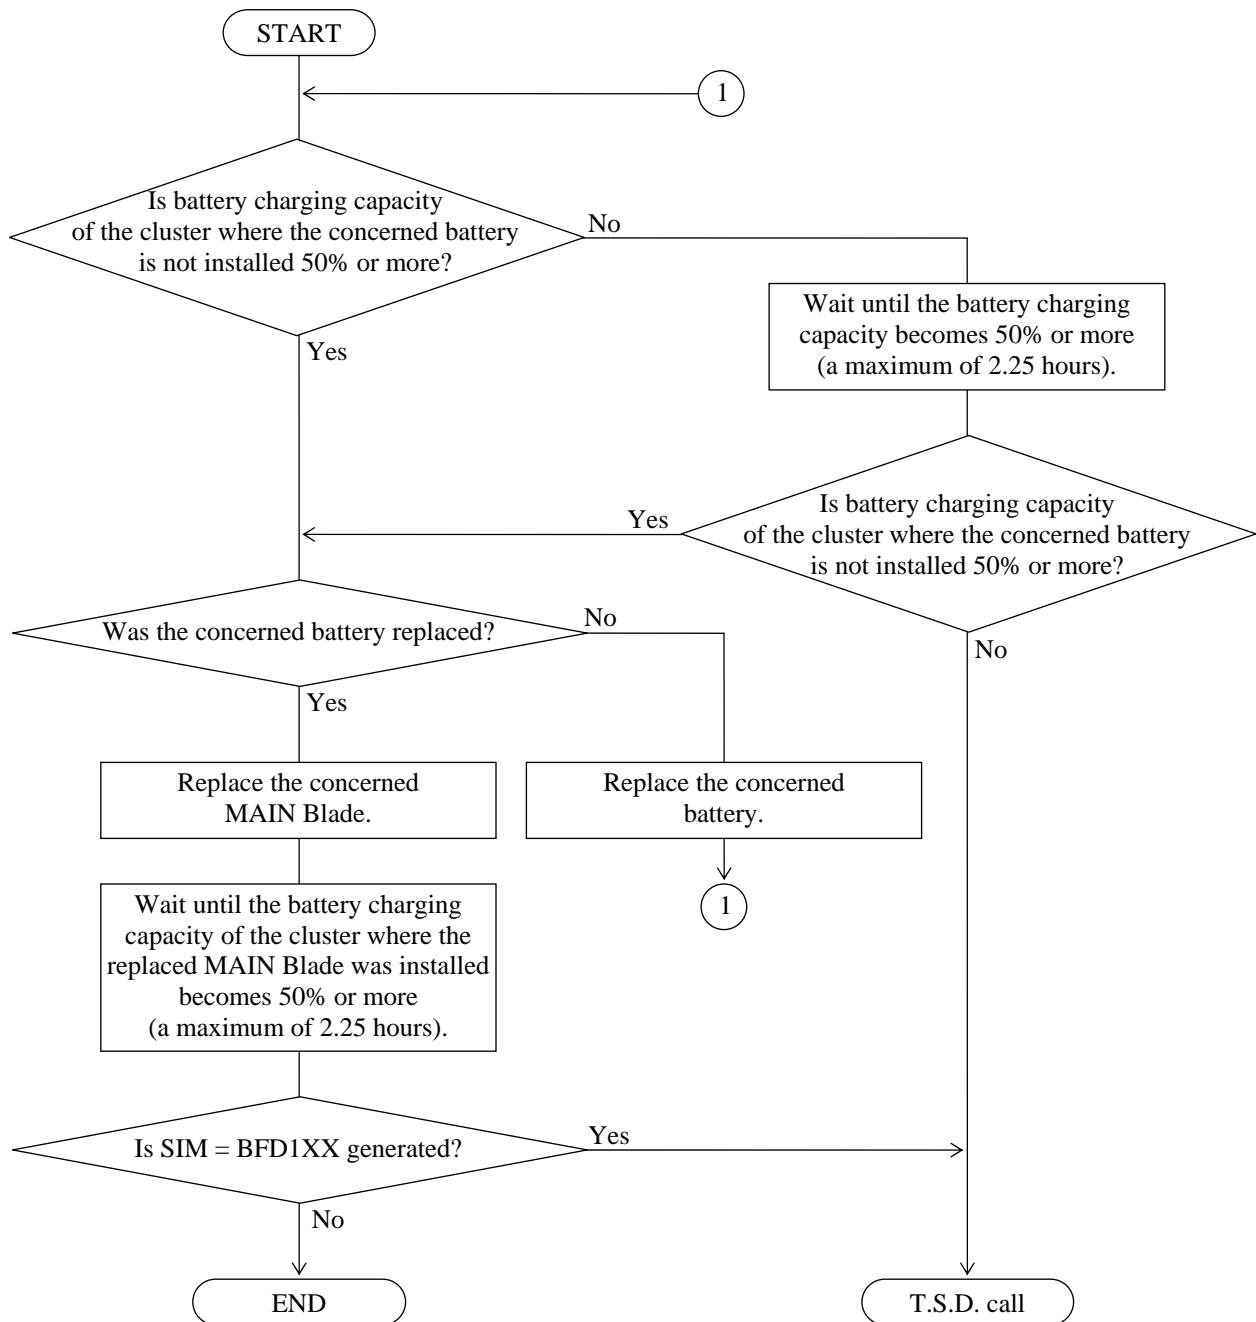 START
1
Is battery charging capacity
of the cluster where the concerned battery
is not installed 50% or more?
No
Yes
Wait until the battery charging
capacity becomes 50% or more
(a maximum of 2.25 hours).
Is battery charging capacity
of the cluster where the concerned battery
is not installed 50% or more?
Yes
No
Was the concerned battery replaced?
No
Yes
Replace the concerned
MAIN Blade.
Replace the concerned
battery.
1
Wait until the battery charging
capacity of the cluster where the
replaced MAIN Blade was installed
becomes 50% or more
(a maximum of 2.25 hours).
Is SIM = BFD1XX generated?
Yes
No
END
T.S.D. call